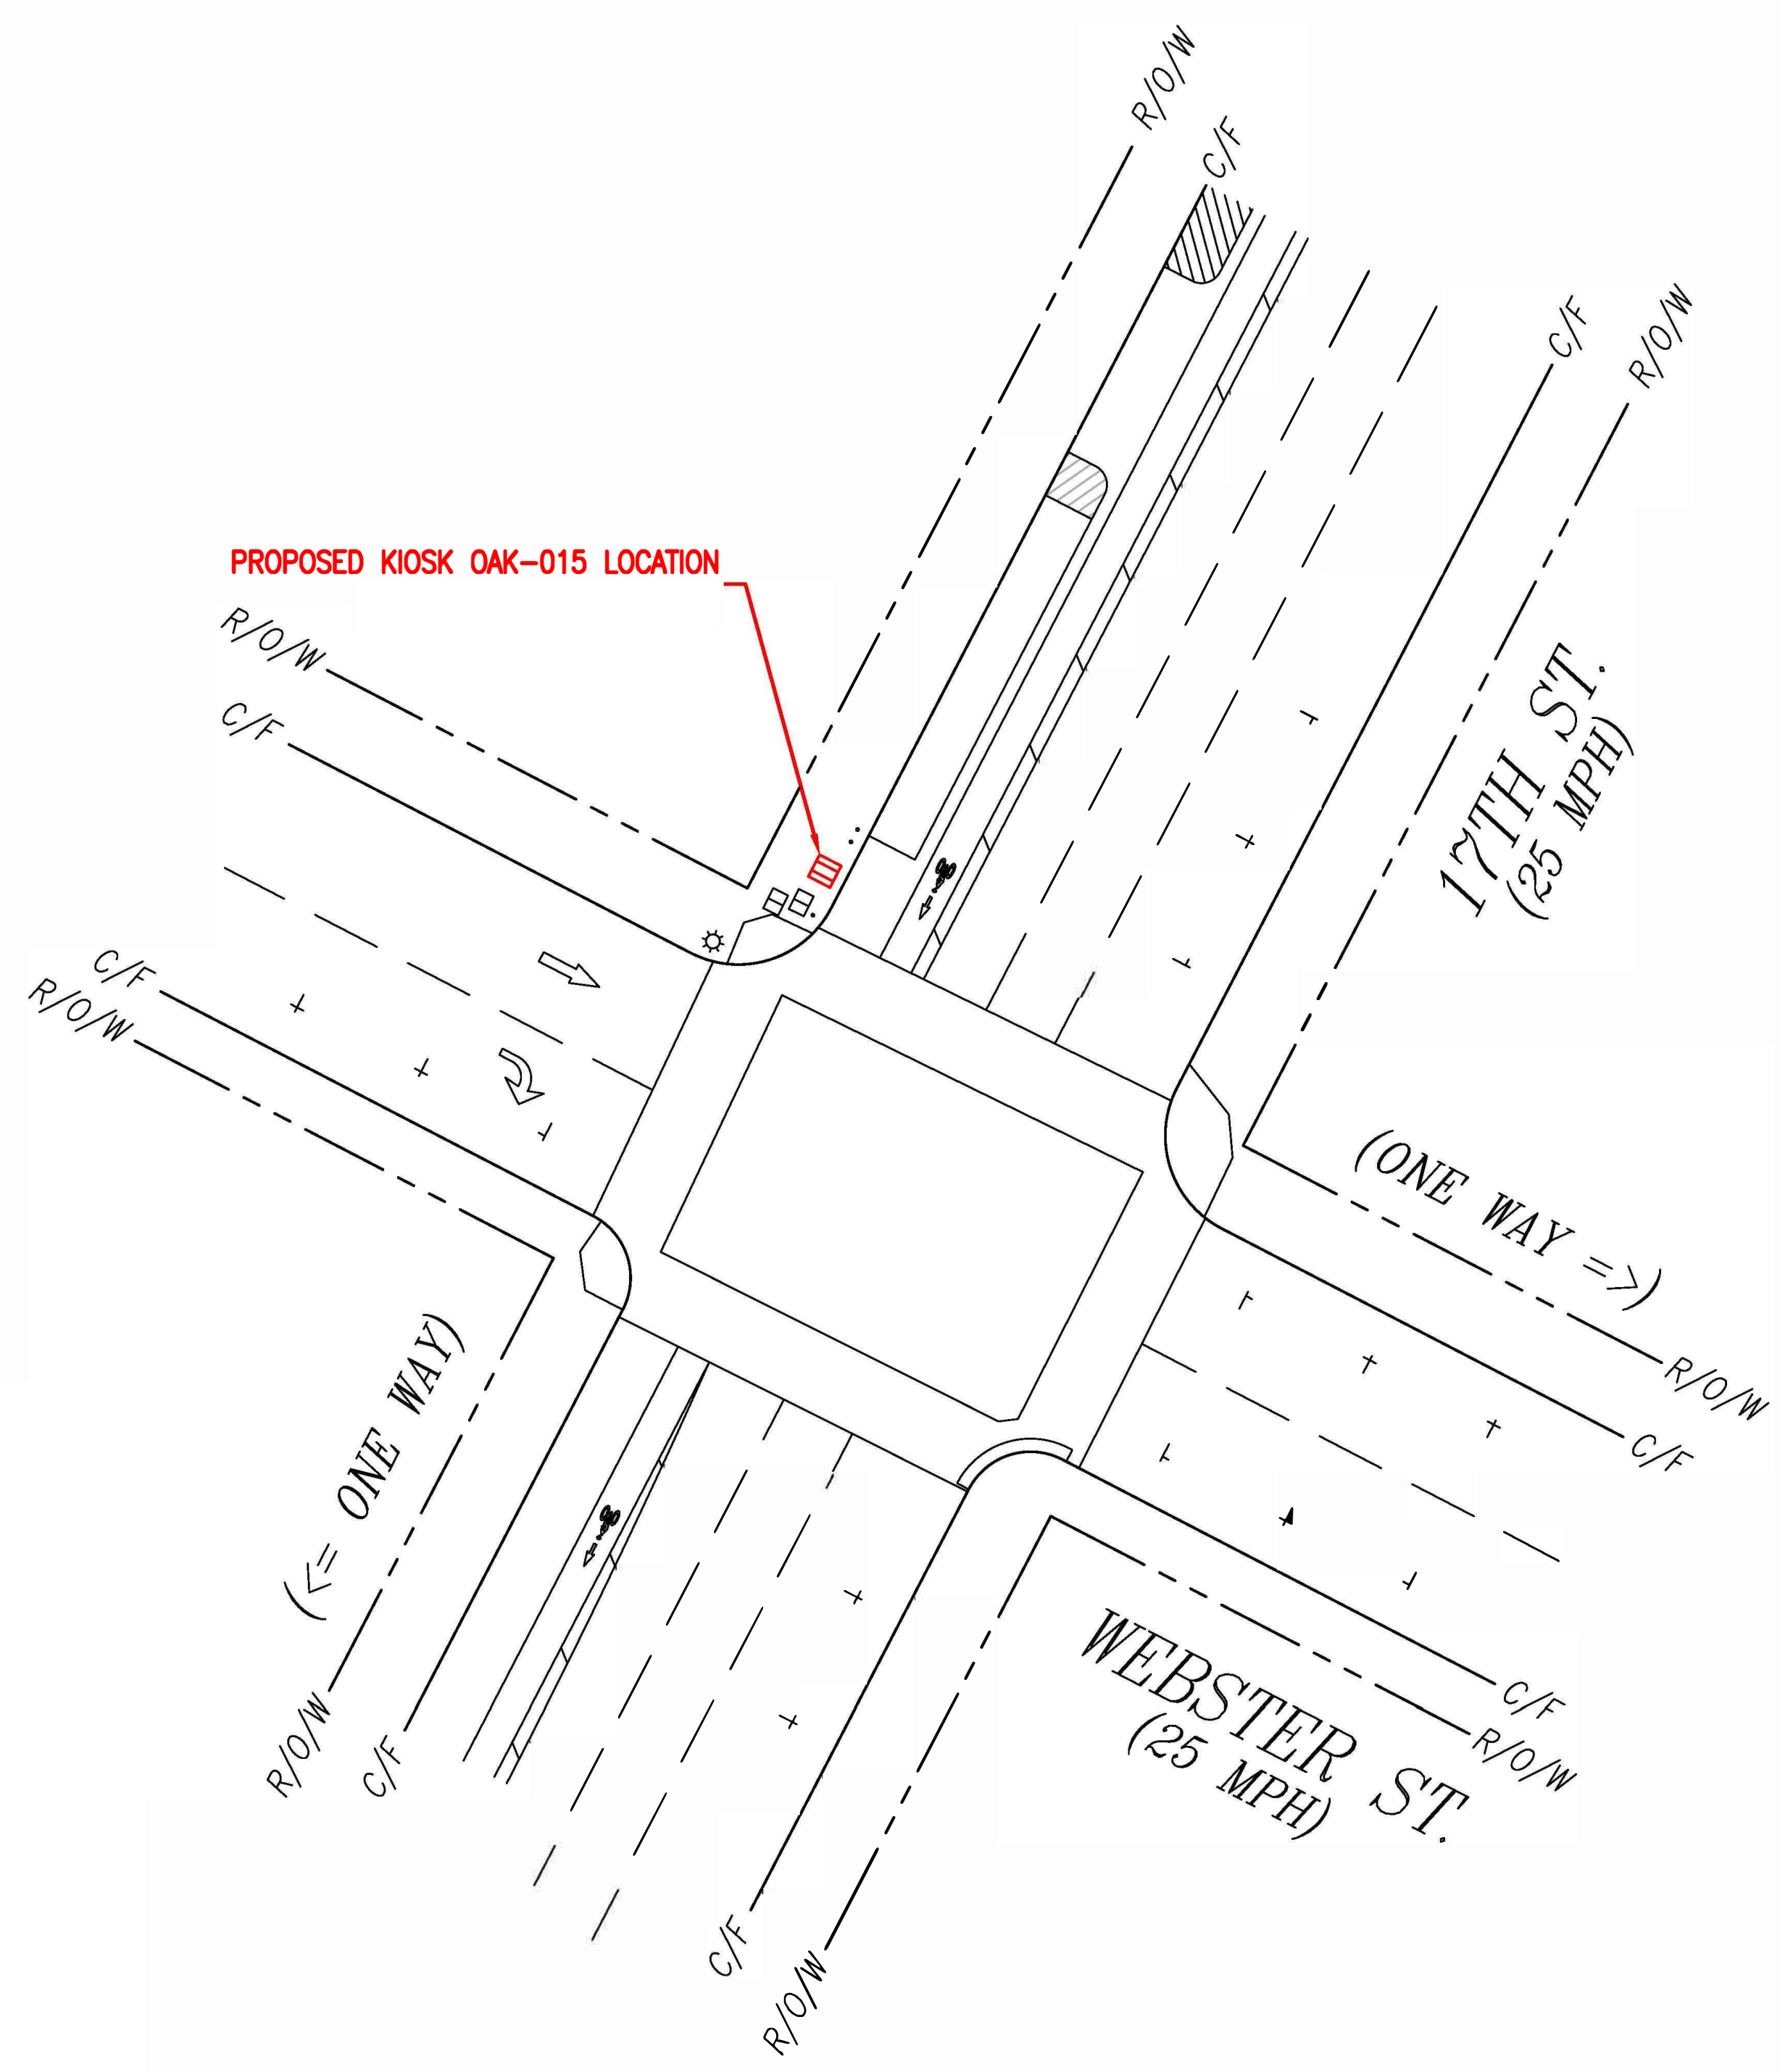 R/O/W
C/F
C/F
R/O/W
PROPOSED KIOSK OAK-015 LOCATION
R/O/W
C/F
17TH ST.
(25 MPH)
C/F
R/O/W
(ONE WAY =>)
R/O/W
C/F
(<= ONE WAY)
WEBSTER ST.
(25 MPH)
C/F
R/O/W
R/O/W
C/F
C/F
R/O/W